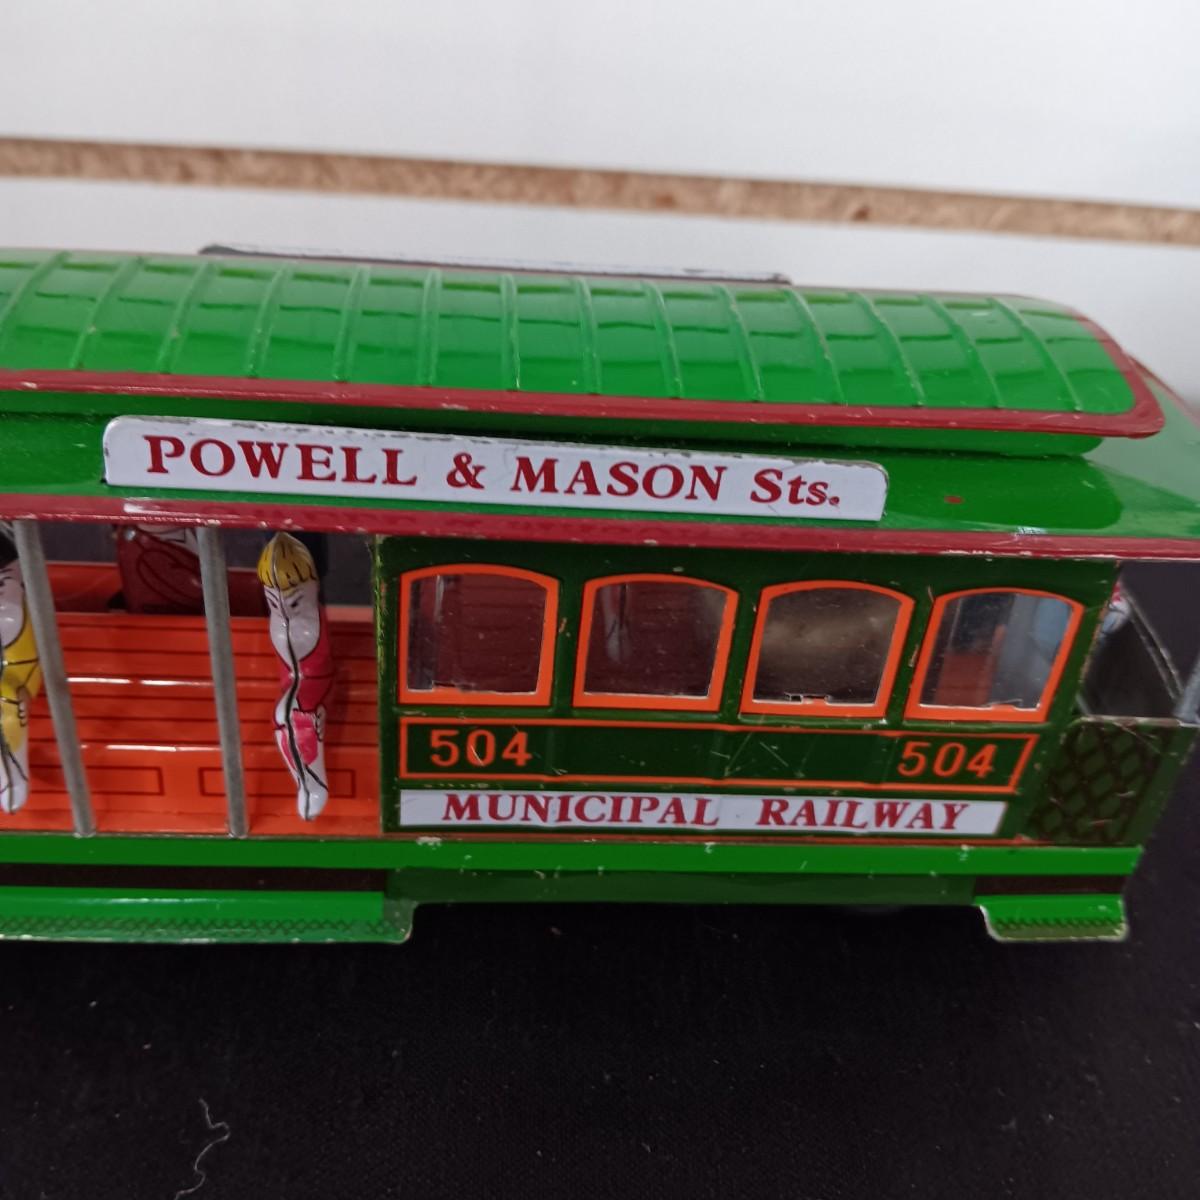 POWELL & MASON Sts.
504 504
MUNICIPAL RAILWAY